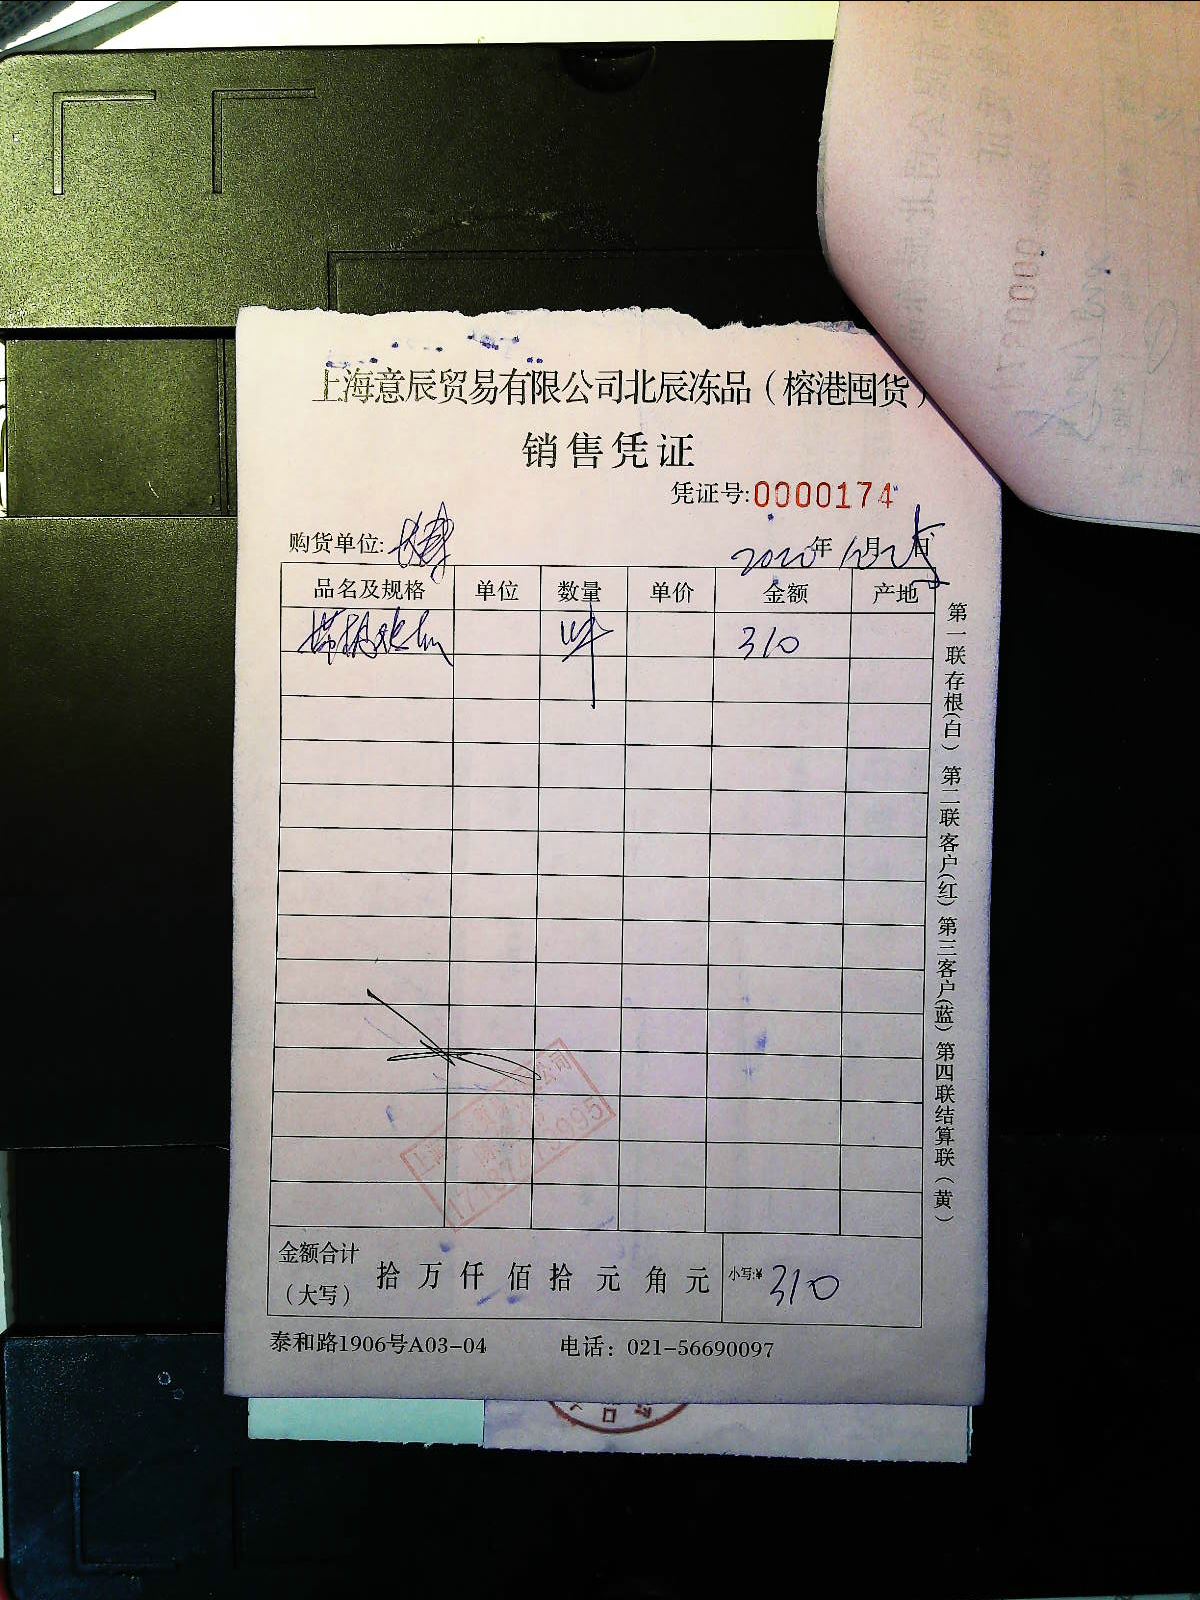 上海意辰贸易有限公司北辰冻品（榕港囤货）
销售凭证
凭证号:0000174
购货单位:
2020年12月2日
品名及规格 单位 数量 单价 金额 产地
310
金额合计（大写） 拾 万 仟 佰 拾 元 角 元 小写:¥ 310
泰和路1906号A03-04 电话：021-56690097
第一联存根(白) 第二联客户(红) 第三客户(蓝) 第四联结算联(黄)